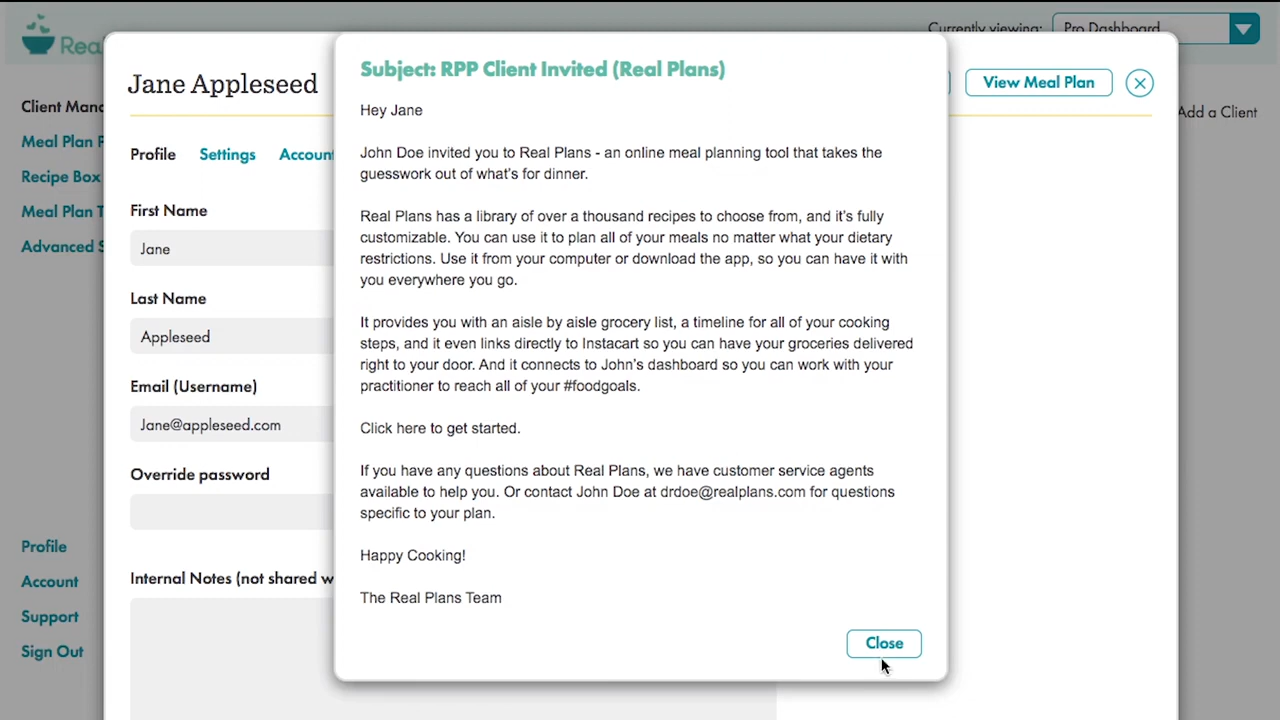 Real
Currently viewing:
Pro Dashboard
Client Mana
Meal Plan P
Recipe Box
Meal Plan T
Advanced S
Profile
Account
Support
Sign Out
Add a Client
Jane Appleseed
View Meal Plan
Profile
Settings
Account
First Name
Jane
Last Name
Appleseed
Email (Username)
Jane@appleseed.com
Override password
Internal Notes (not shared w
Subject: RPP Client Invited (Real Plans)
Hey Jane
John Doe invited you to Real Plans - an online meal planning tool that takes the
guesswork out of what's for dinner.
Real Plans has a library of over a thousand recipes to choose from, and it's fully
customizable. You can use it to plan all of your meals no matter what your dietary
restrictions. Use it from your computer or download the app, so you can have it with
you everywhere you go.
It provides you with an aisle by aisle grocery list, a timeline for all of your cooking
steps, and it even links directly to Instacart so you can have your groceries delivered
right to your door. And it connects to John's dashboard so you can work with your
practitioner to reach all of your #foodgoals.
Click here to get started.
If you have any questions about Real Plans, we have customer service agents
available to help you. Or contact John Doe at drdoe@realplans.com for questions
specific to your plan.
Happy Cooking!
The Real Plans Team
Close